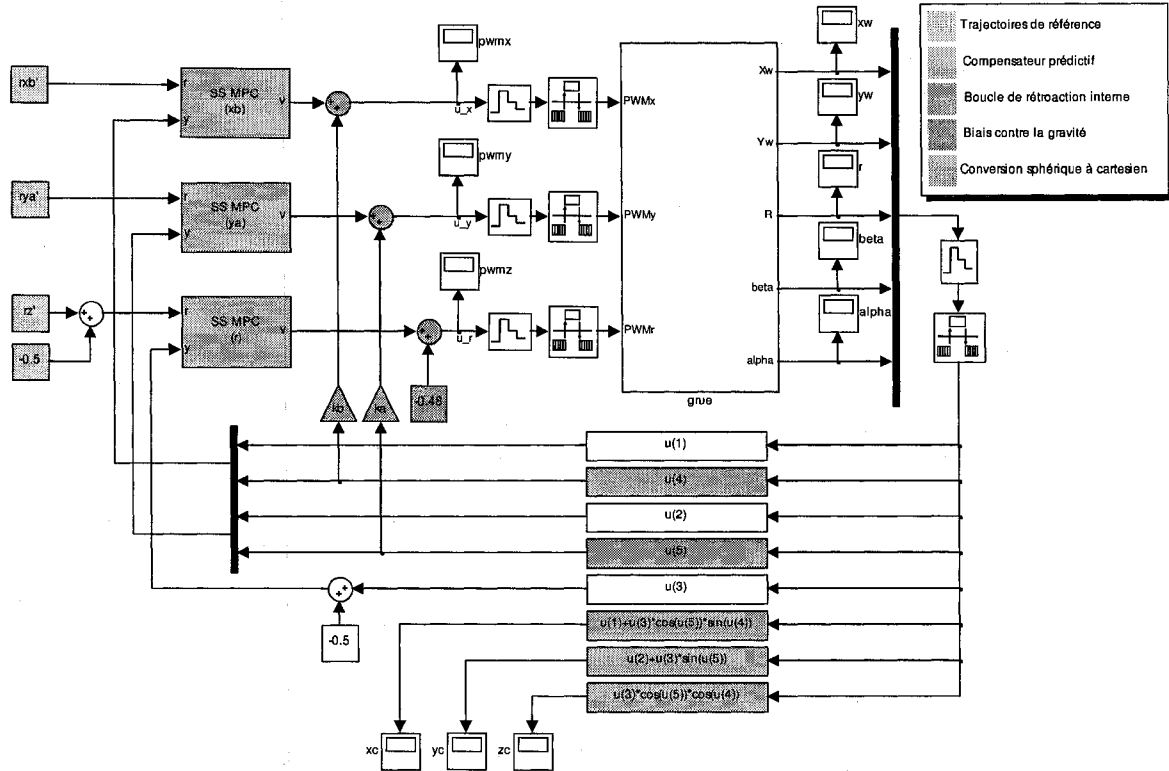 rxb'
r
y
SS MPC
(xb)
v
pwmx
u_x
PWMx
rya'
r
y
SS MPC
(ya)
v
pwmy
u_y
PWMy
rz'
-0.5
r
y
SS MPC
(r)
v
pwmz
u_r
PWMr
-0.48
kb
ka
Xw
Yw
R
beta
alpha
grue
xw
yw
r
beta
alpha
Trajectoires de référence
Compensateur prédictif
Boucle de rétroaction interne
Biais contre la gravité
Conversion sphérique à cartesien
u(1)
u(4)
u(2)
u(5)
u(3)
-0.5
u(1)+u(3)*cos(u(5))*sin(u(4))
u(2)+u(3)*sin(u(5))
u(3)*cos(u(5))*cos(u(4))
xc
yc
zc